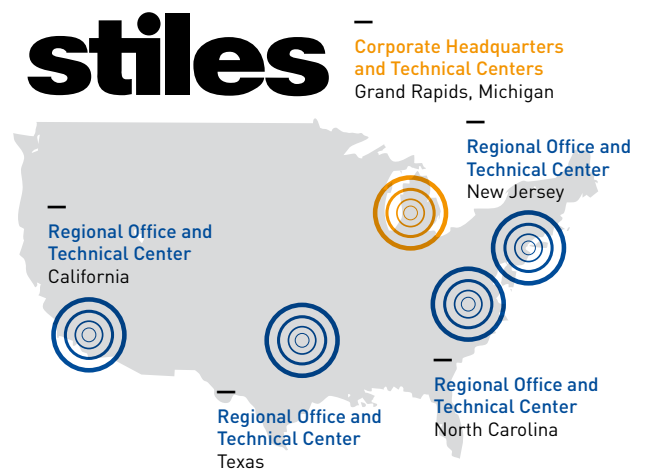 stiles
Corporate Headquarters
and Technical Centers
Grand Rapids, Michigan
Regional Office and
Technical Center
New Jersey
Regional Office and
Technical Center
California
Regional Office and
Technical Center
North Carolina
Regional Office and
Technical Center
Texas